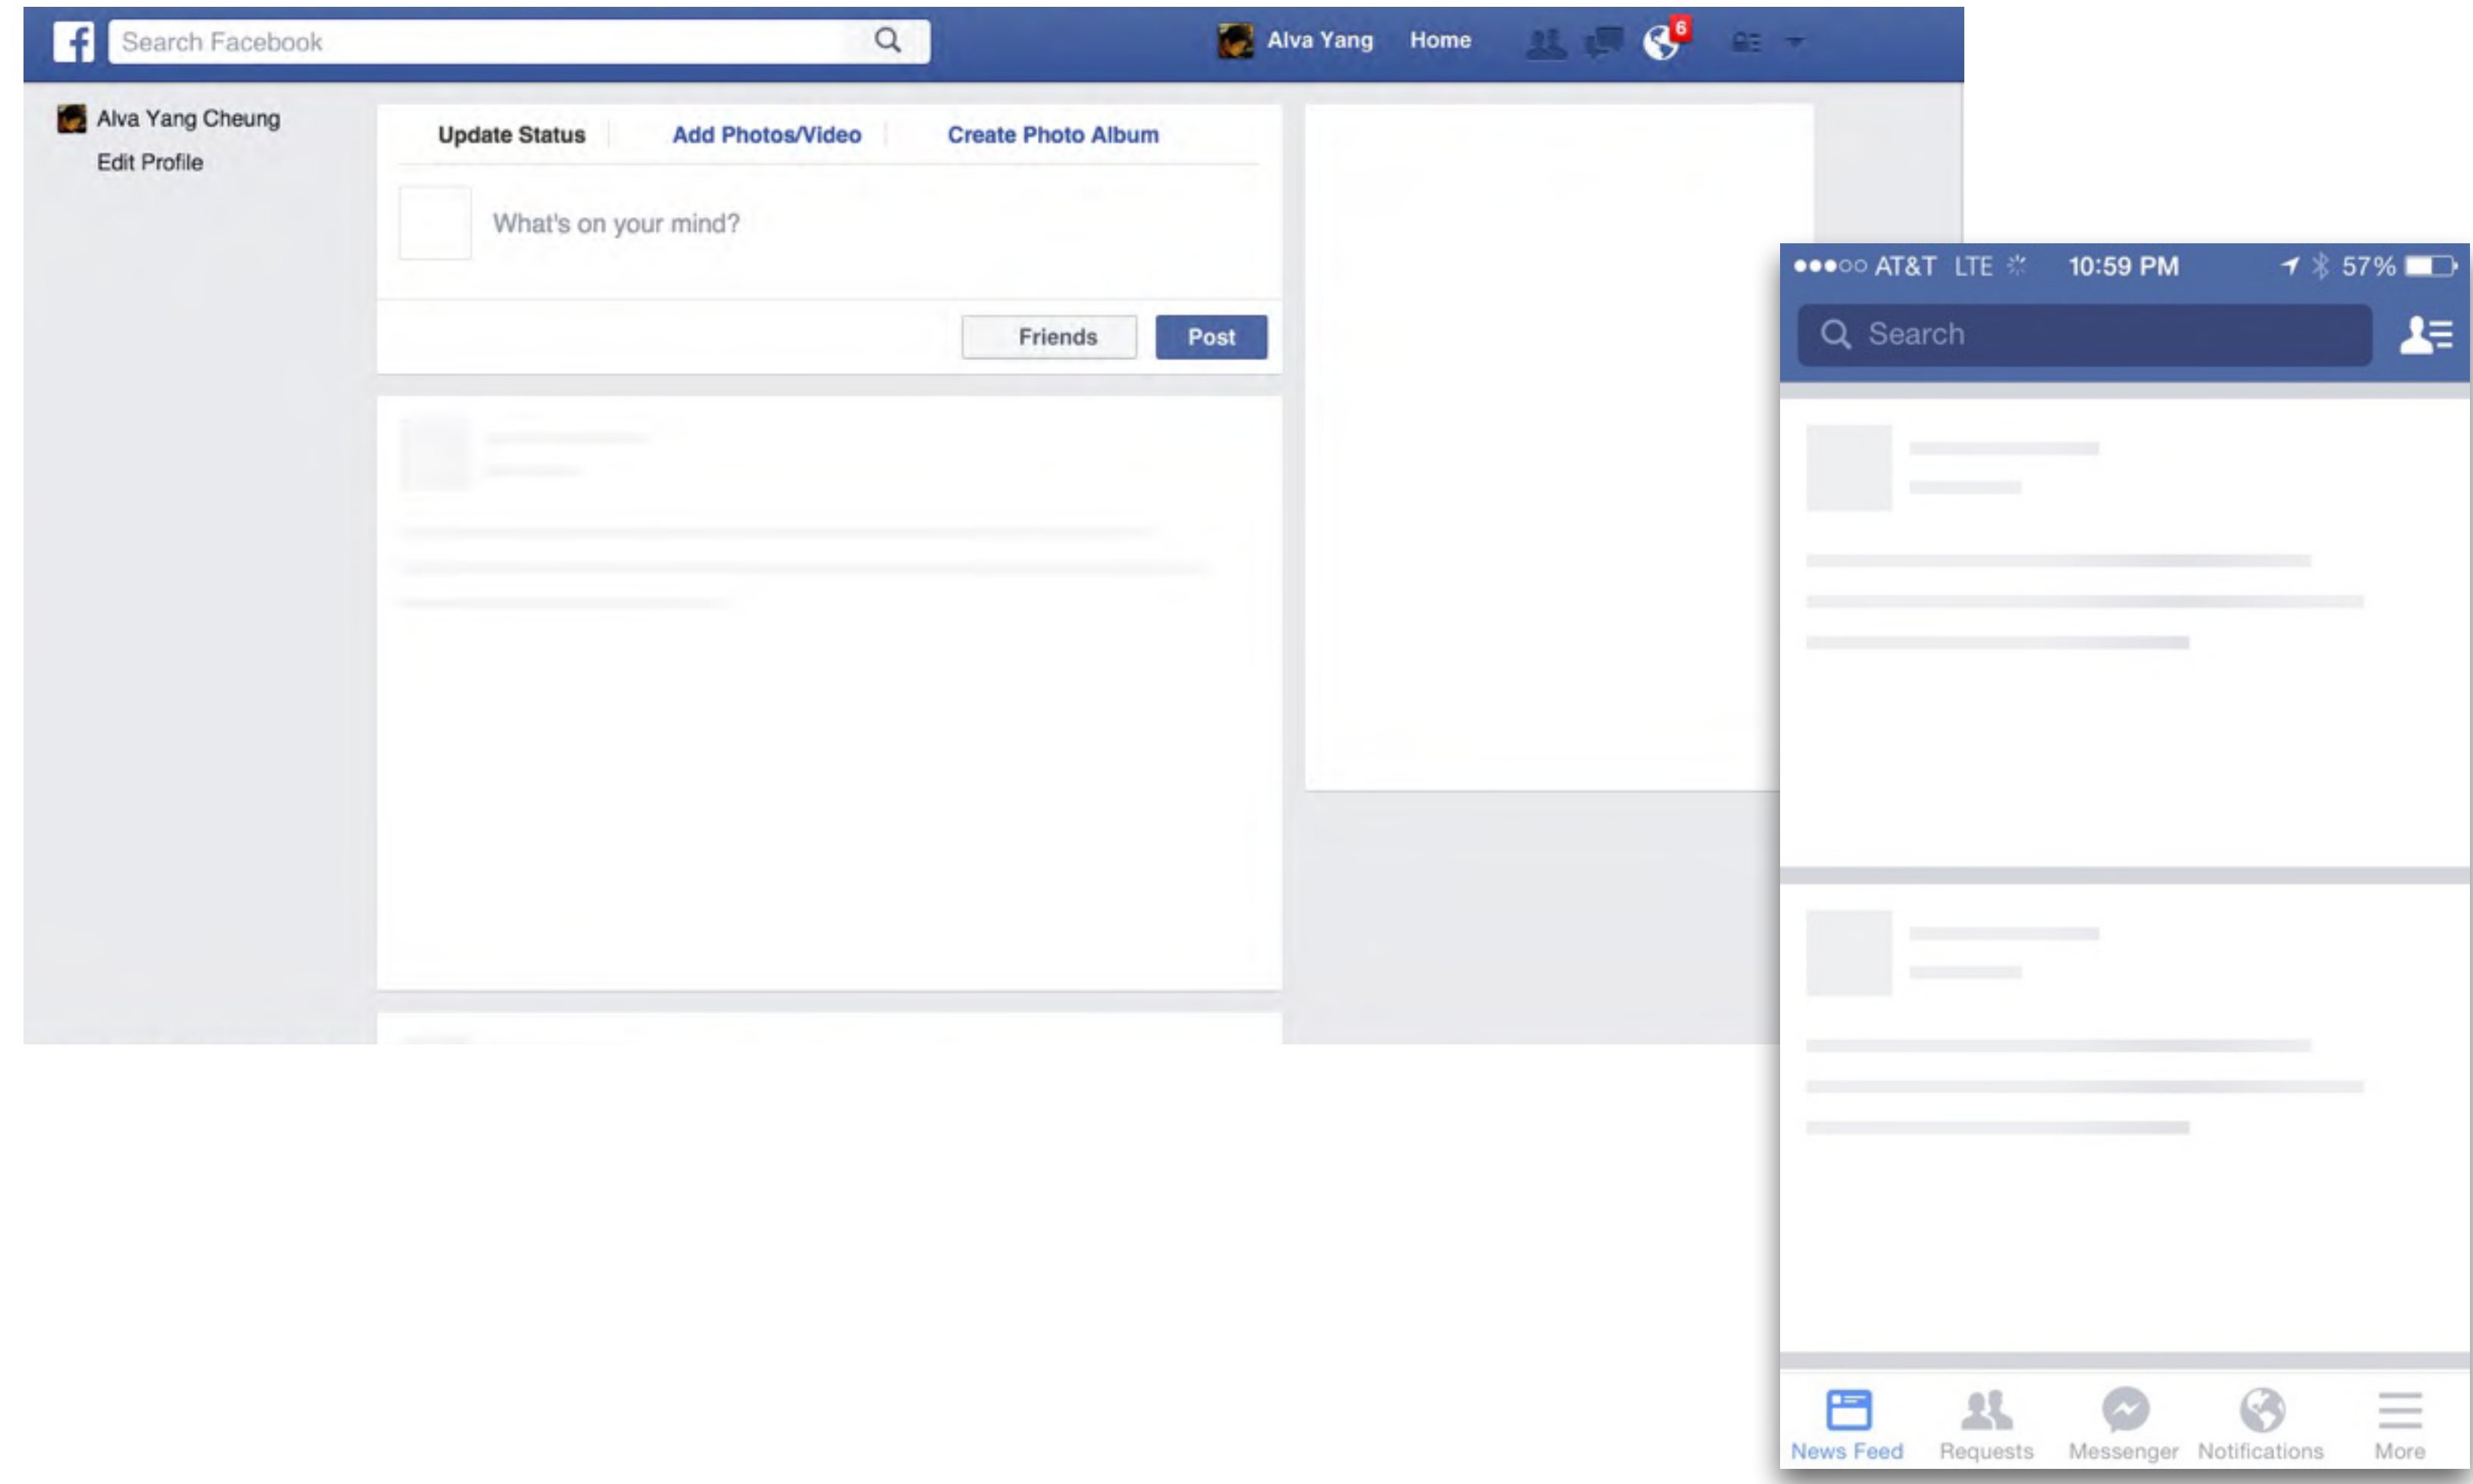 f Search Facebook
Alva Yang Home 6
Alva Yang Cheung
Edit Profile
Update Status Add Photos/Video Create Photo Album
What's on your mind?
Friends Post
AT&T LTE 10:59 PM 57%
Search
News Feed Requests Messenger Notifications More